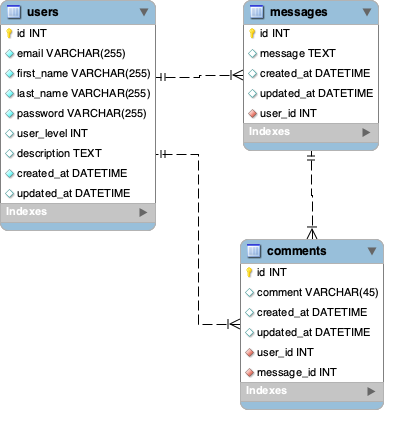 users
id INT
email VARCHAR(255)
first_name VARCHAR(255)
last_name VARCHAR(255)
password VARCHAR(255)
user_level INT
description TEXT
created_at DATETIME
updated_at DATETIME
Indexes
messages
id INT
message TEXT
created_at DATETIME
updated_at DATETIME
user_id INT
Indexes
comments
id INT
comment VARCHAR(45)
created_at DATETIME
updated_at DATETIME
user_id INT
message_id INT
Indexes